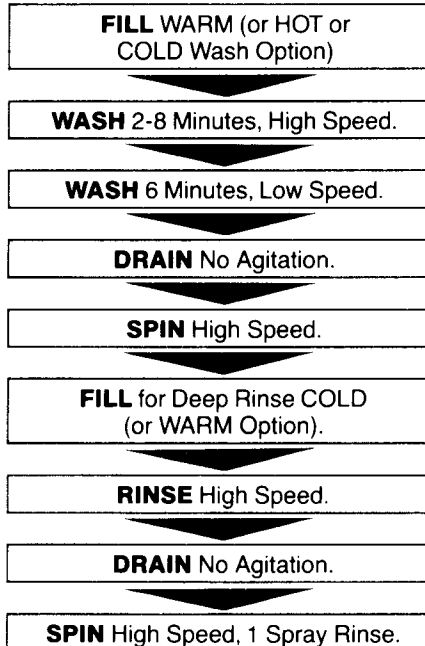 FILL WARM (or HOT or
COLD Wash Option)
WASH 2-8 Minutes, High Speed.
WASH 6 Minutes, Low Speed.
DRAIN No Agitation.
SPIN High Speed.
FILL for Deep Rinse COLD
(or WARM Option).
RINSE High Speed.
DRAIN No Agitation.
SPIN High Speed, 1 Spray Rinse.